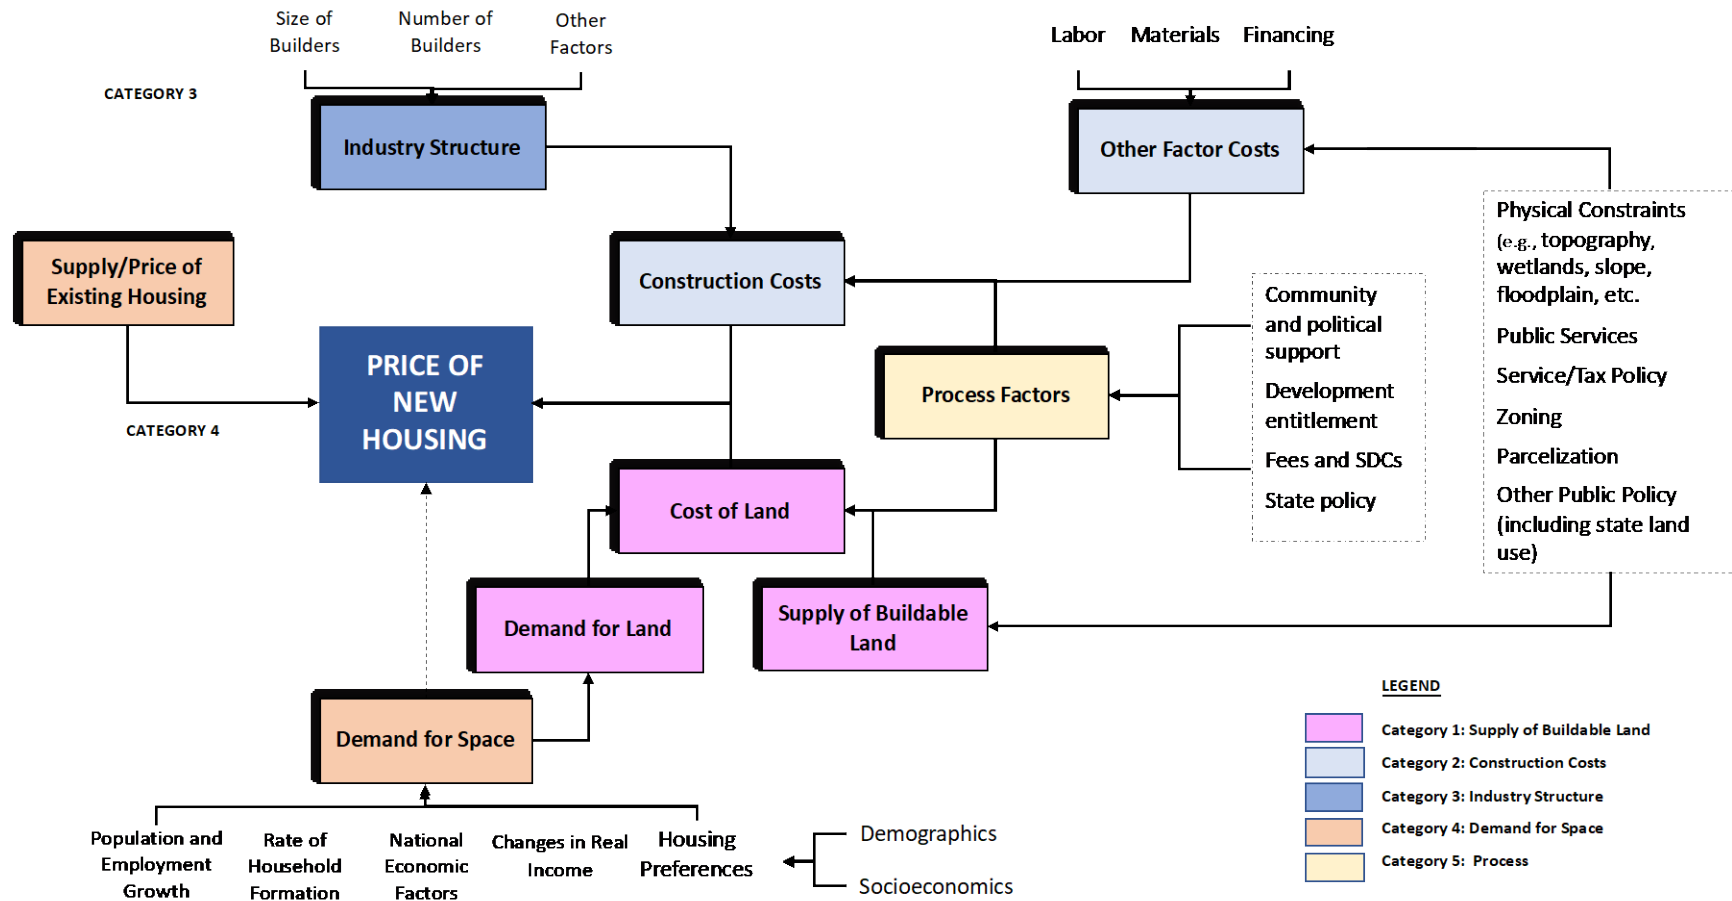 Size of
Builders
Number of
Builders
Other
Factors
Labor
Materials
Financing
CATEGORY 3
Industry Structure
Other Factor Costs
Supply/Price of
Existing Housing
Construction Costs
Physical Constraints
(e.g., topography,
wetlands, slope,
floodplain, etc.
Public Services
Service/Tax Policy
Zoning
Parcelization
Other Public Policy
(including state land
use)
Community
and political
support
Development
entitlement
Fees and SDCs
State policy
PRICE OF
NEW
HOUSING
Process Factors
CATEGORY 4
Cost of Land
Demand for Land
Supply of Buildable
Land
Demand for Space
Population and
Employment
Growth
Rate of
Household
Formation
National
Economic
Factors
Changes in Real
Income
Housing
Preferences
Demographics
Socioeconomics
LEGEND
Category 1: Supply of Buildable Land
Category 2: Construction Costs
Category 3: Industry Structure
Category 4: Demand for Space
Category 5: Process